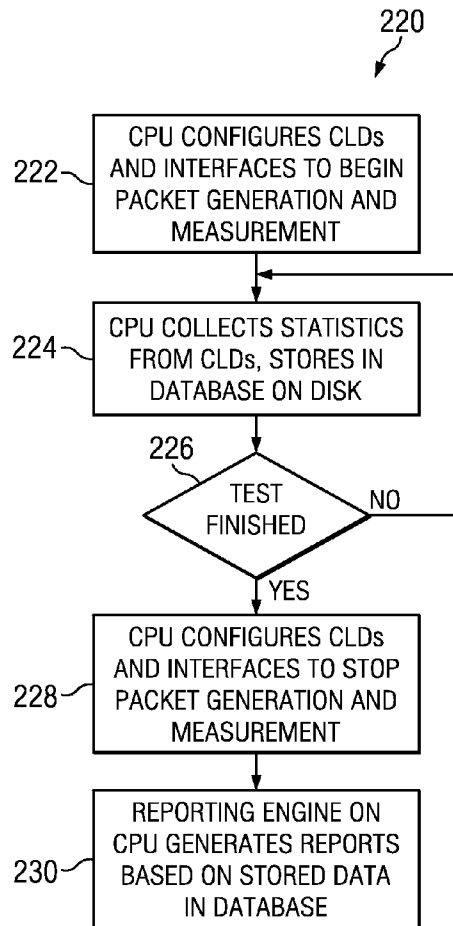 220
222
CPU CONFIGURES CLDs
AND INTERFACES TO BEGIN
PACKET GENERATION AND
MEASUREMENT
224
CPU COLLECTS STATISTICS
FROM CLDs, STORES IN
DATABASE ON DISK
226
TEST
FINISHED
NO
YES
228
CPU CONFIGURES CLDs
AND INTERFACES TO STOP
PACKET GENERATION AND
MEASUREMENT
230
REPORTING ENGINE ON
CPU GENERATES REPORTS
BASED ON STORED DATA
IN DATABASE